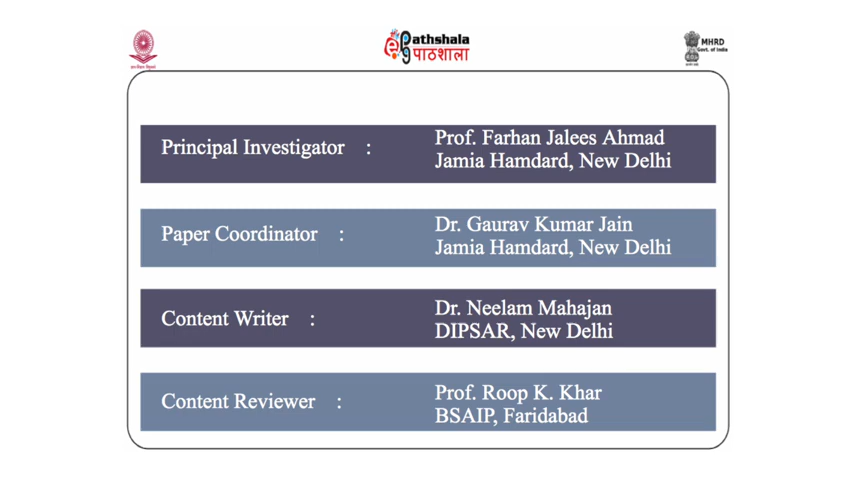 ePathshala
पाठशाला
MHRD
Govt. of India
Principal Investigator :
Prof. Farhan Jalees Ahmad
Jamia Hamdard, New Delhi
Paper Coordinator :
Dr. Gaurav Kumar Jain
Jamia Hamdard, New Delhi
Content Writer :
Dr. Neelam Mahajan
DIPSAR, New Delhi
Content Reviewer :
Prof. Roop K. Khar
BSAIP, Faridabad